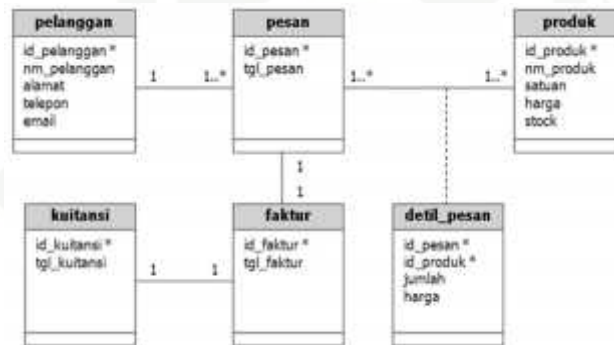 pelanggan
id_pelanggan *
nm_pelanggan
alamat
telepon
email
1
1..*
pesan
id_pesan *
tgl_pesan
1..*
1..*
produk
id_produk *
nm_produk
satuan
harga
stock
1
1
kuitansi
id_kuitansi *
tgl_kuitansi
1
1
faktur
id_faktur *
tgl_faktur
detil_pesan
id_pesan *
id_produk *
jumlah
harga